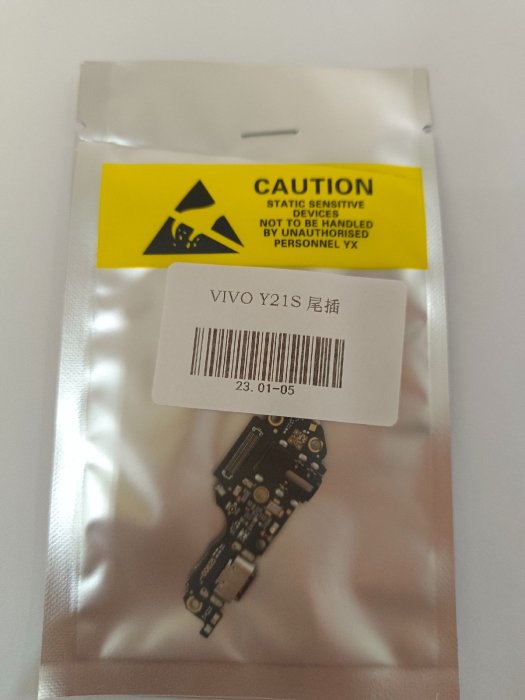 CAUTION
STATIC SENSITIVE
DEVICES
NOT TO BE HANDLED
BY UNAUTHORISED
PERSONNEL YX
VIVO Y21S 尾插
23.01-05